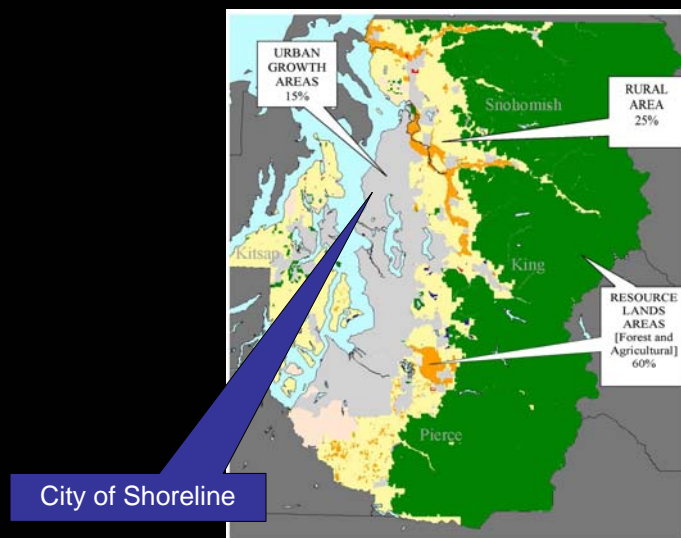 URBAN
GROWTH
AREAS
15%
Snohomish
RURAL
AREA
25%
Kitsap
King
RESOURCE
LANDS
AREAS
[Forest and
Agricultural]
60%
Pierce
City of Shoreline